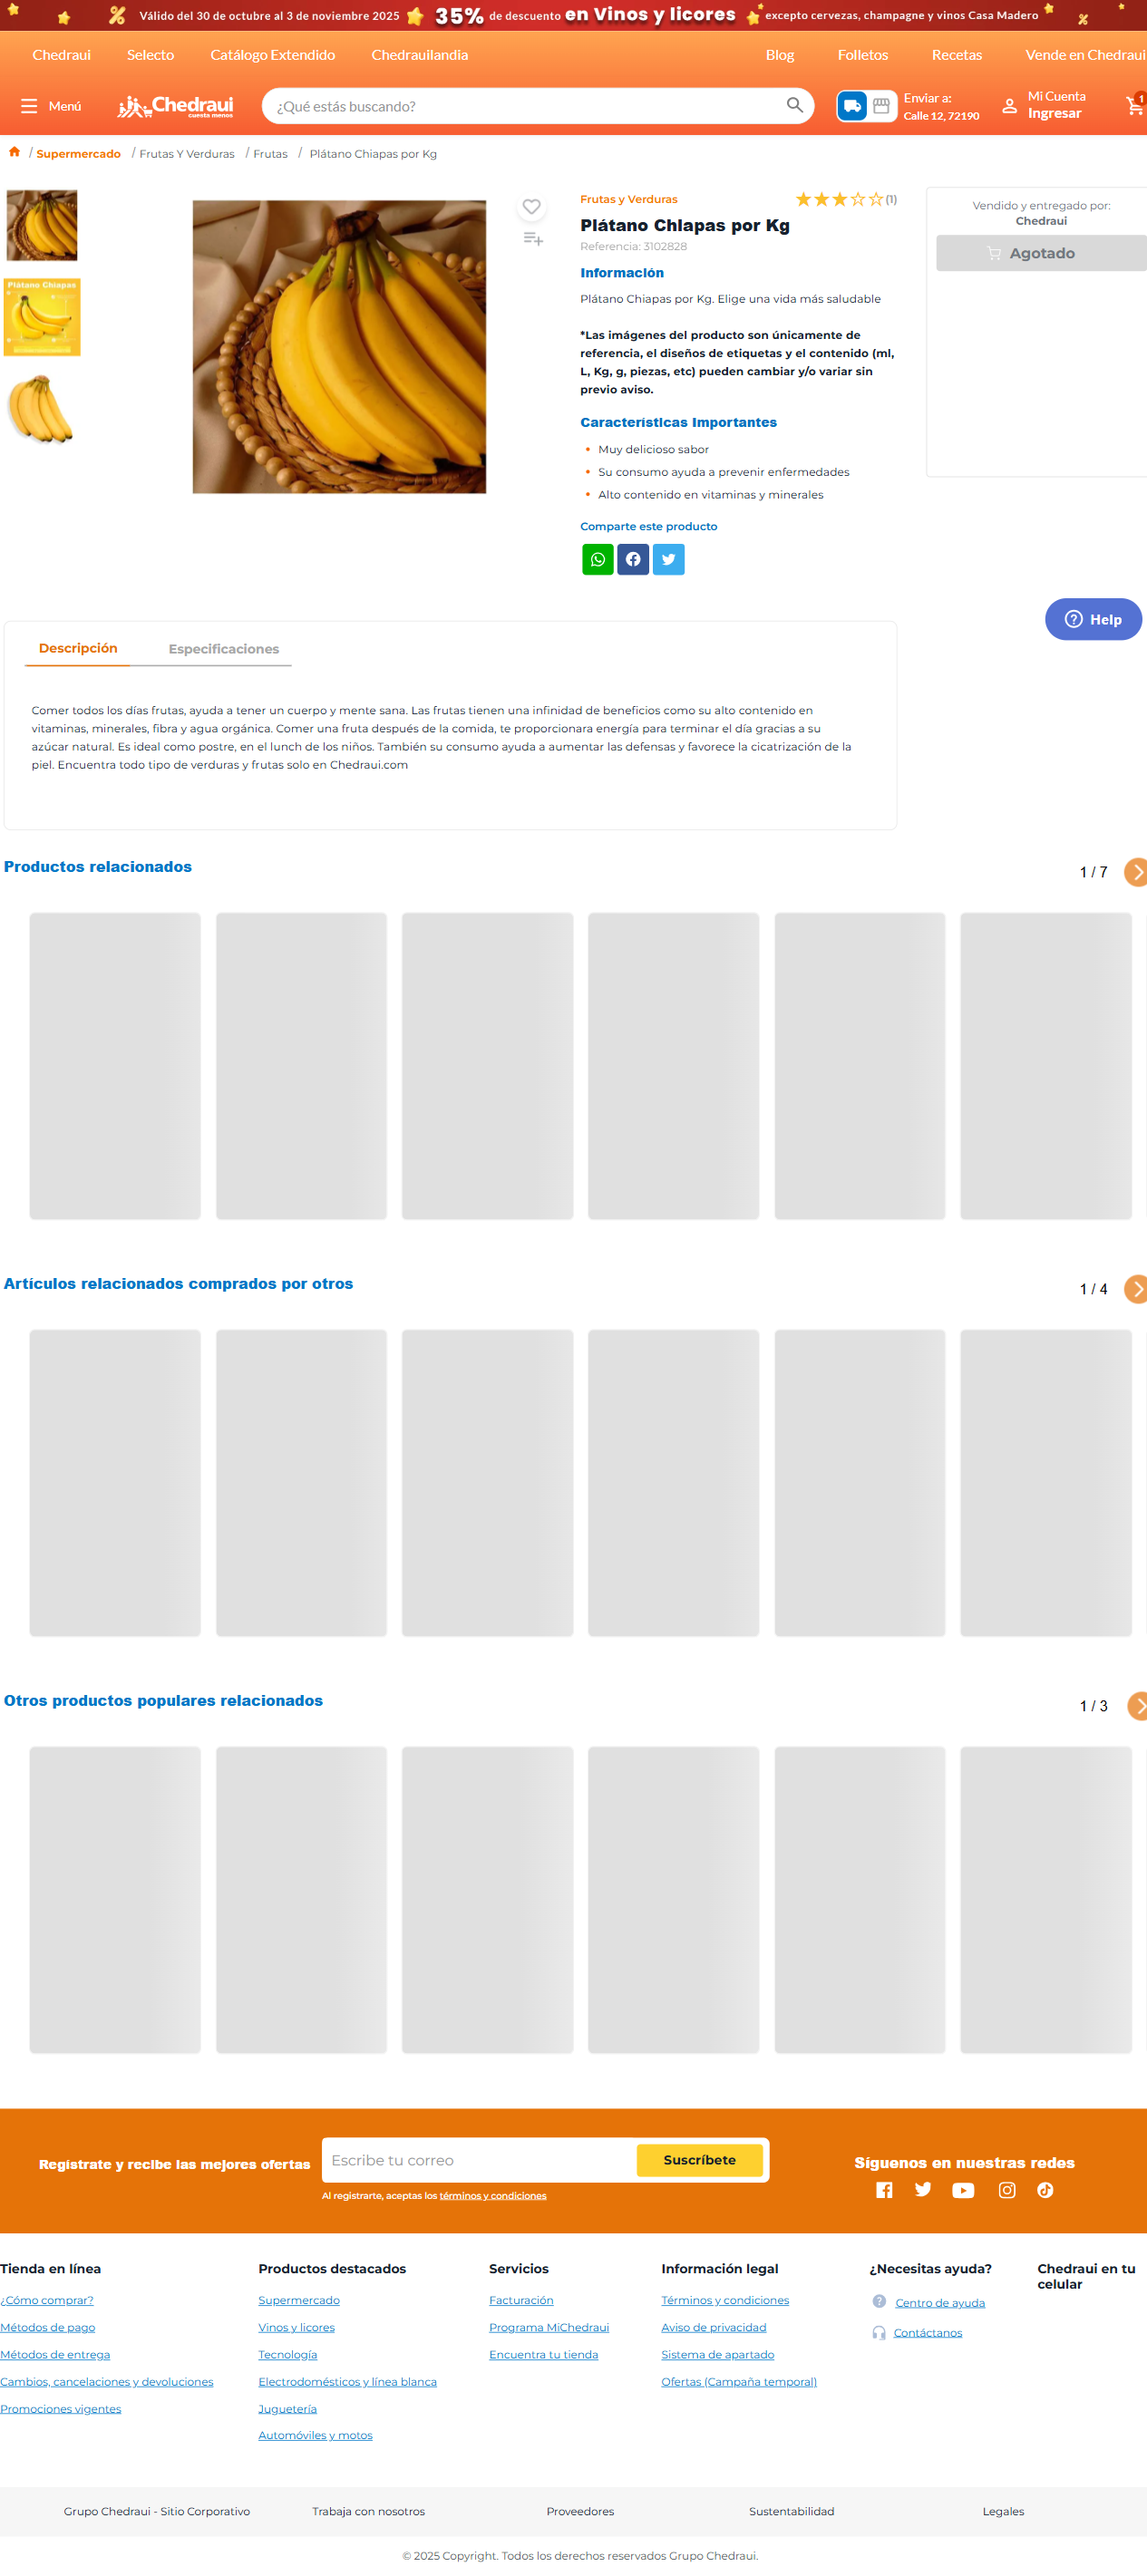 Válido del 30 de octubre al 3 de noviembre 2025 35% de descuento en Vinos y licores excepto cervezas, champagne y vinos Casa Madero
Chedraui Selecto Catálogo Extendido Chedrauilandia Blog Folletos Recetas Vende en Chedraui
Menú Chedraui cuesta menos ¿Qué estás buscando? Enviar a: Calle 12, 72190 Mi Cuenta Ingresar 1
/ Supermercado / Frutas Y Verduras / Frutas / Plátano Chiapas por Kg
Plátano Chiapas
Frutas y Verduras (1)
Plátano Chiapas por Kg
Referencia: 3102828
Información
Plátano Chiapas por Kg. Elige una vida más saludable
*Las imágenes del producto son únicamente de
referencia, el diseños de etiquetas y el contenido (ml,
L, Kg, g, piezas, etc) pueden cambiar y/o variar sin
previo aviso.
Características Importantes
Muy delicioso sabor
Su consumo ayuda a prevenir enfermedades
Alto contenido en vitaminas y minerales
Comparte este producto
Vendido y entregado por:
Chedraui
Agotado
Help
Descripción Especificaciones
Comer todos los días frutas, ayuda a tener un cuerpo y mente sana. Las frutas tienen una infinidad de beneficios como su alto contenido en
vitaminas, minerales, fibra y agua orgánica. Comer una fruta después de la comida, te proporcionara energía para terminar el día gracias a su
azúcar natural. Es ideal como postre, en el lunch de los niños. También su consumo ayuda a aumentar las defensas y favorece la cicatrización de la
piel. Encuentra todo tipo de verduras y frutas solo en Chedraui.com
Productos relacionados 1 / 7
Artículos relacionados comprados por otros 1 / 4
Otros productos populares relacionados 1 / 3
Regístrate y recibe las mejores ofertas Escribe tu correo Suscríbete
Al registrarte, aceptas los términos y condiciones
Síguenos en nuestras redes
Tienda en línea
¿Cómo comprar?
Métodos de pago
Métodos de entrega
Cambios, cancelaciones y devoluciones
Promociones vigentes
Productos destacados
Supermercado
Vinos y licores
Tecnología
Electrodomésticos y línea blanca
Juguetería
Automóviles y motos
Servicios
Facturación
Programa MiChedraui
Encuentra tu tienda
Información legal
Términos y condiciones
Aviso de privacidad
Sistema de apartado
Ofertas (Campaña temporal)
¿Necesitas ayuda?
Centro de ayuda
Contáctanos
Chedraui en tu
celular
Grupo Chedraui - Sitio Corporativo Trabaja con nosotros Proveedores Sustentabilidad Legales
© 2025 Copyright. Todos los derechos reservados Grupo Chedraui.